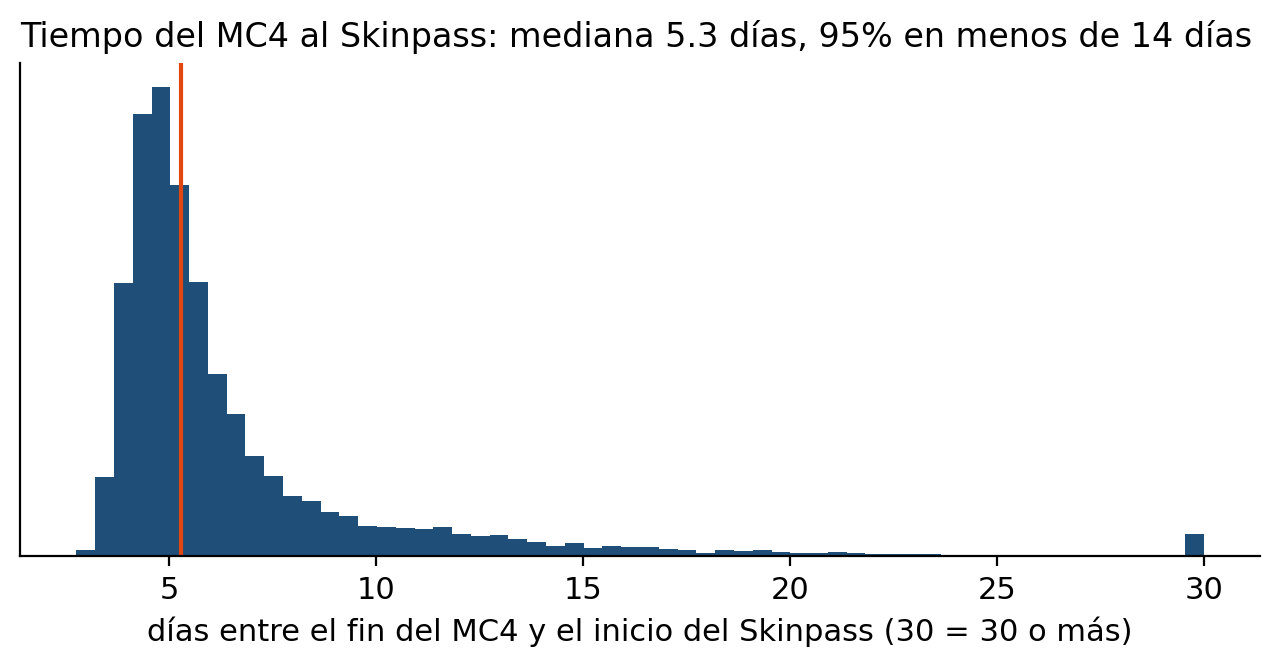 Tiempo del MC4 al Skinpass: mediana 5.3 días, 95% en menos de 14 días
5 10 15 20 25 30
días entre el fin del MC4 y el inicio del Skinpass (30 = 30 o más)